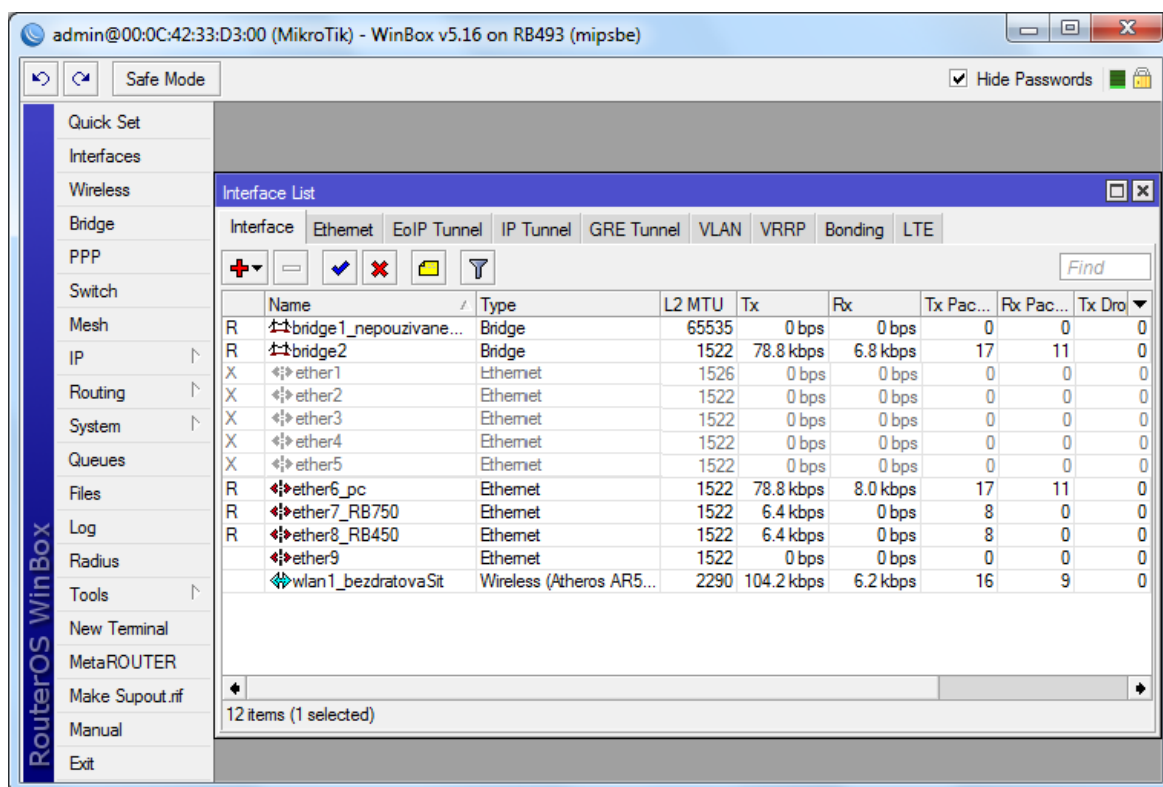 admin@00:0C:42:33:D3:00 (MikroTik) - WinBox v5.16 on RB493 (mipsbe)
Safe Mode
Hide Passwords
RouterOS WinBox
Quick Set
Interfaces
Wireless
Bridge
PPP
Switch
Mesh
IP
Routing
System
Queues
Files
Log
Radius
Tools
New Terminal
MetaROUTER
Make Supout.rif
Manual
Exit
Interface List
Interface Ethernet EoIP Tunnel IP Tunnel GRE Tunnel VLAN VRRP Bonding LTE
Find
Name Type L2 MTU Tx Rx Tx Pac... Rx Pac... Tx Dro
R bridge1_nepouzivane... Bridge 65535 0 bps 0 bps 0 0 0
R bridge2 Bridge 1522 78.8 kbps 6.8 kbps 17 11 0
X ether1 Ethernet 1526 0 bps 0 bps 0 0 0
X ether2 Ethernet 1522 0 bps 0 bps 0 0 0
X ether3 Ethernet 1522 0 bps 0 bps 0 0 0
X ether4 Ethernet 1522 0 bps 0 bps 0 0 0
X ether5 Ethernet 1522 0 bps 0 bps 0 0 0
R ether6_pc Ethernet 1522 78.8 kbps 8.0 kbps 17 11 0
R ether7_RB750 Ethernet 1522 6.4 kbps 0 bps 8 0 0
R ether8_RB450 Ethernet 1522 6.4 kbps 0 bps 8 0 0
ether9 Ethernet 1522 0 bps 0 bps 0 0 0
wlan1_bezdratovaSit Wireless (Atheros AR5... 2290 104.2 kbps 6.2 kbps 16 9 0
12 items (1 selected)